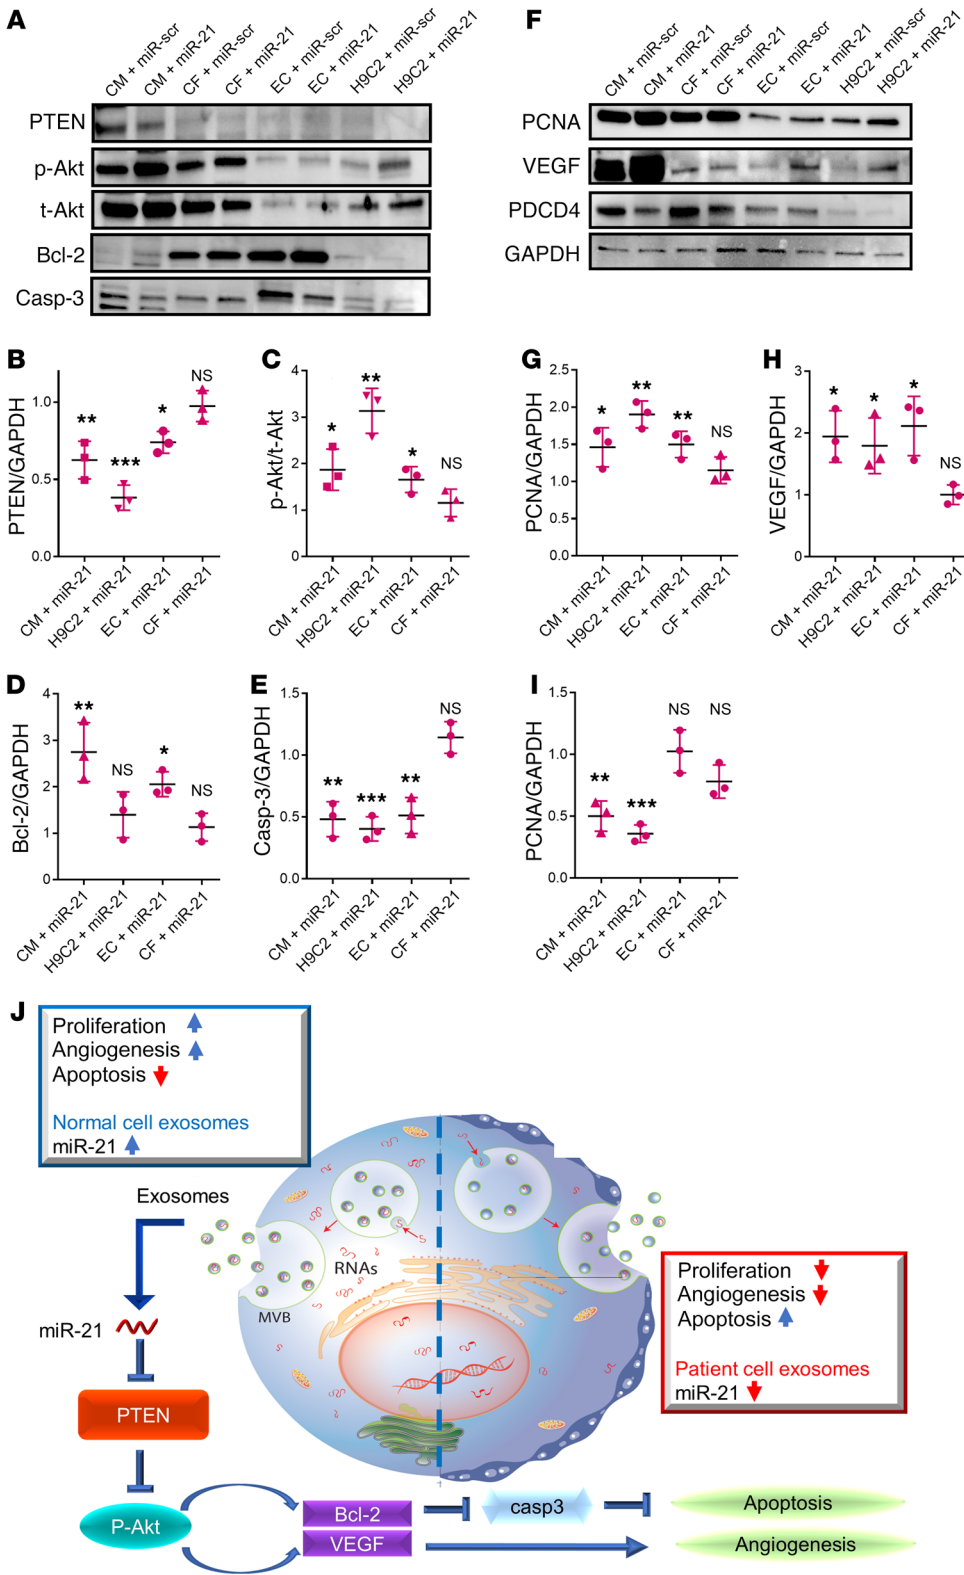 A
CM + miR-scr
CM + miR-21
CF + miR-scr
CF + miR-21
EC + miR-scr
EC + miR-21
H9C2 + miR-scr
H9C2 + miR-21
PTEN
p-Akt
t-Akt
Bcl-2
Casp-3
F
CM + miR-scr
CM + miR-21
CF + miR-scr
CF + miR-21
EC + miR-scr
EC + miR-21
H9C2 + miR-scr
H9C2 + miR-21
PCNA
VEGF
PDCD4
GAPDH
B
PTEN/GAPDH
1.0
0.5
0.0
**
***
*
NS
CM + miR-21
H9C2 + miR-21
EC + miR-21
CF + miR-21
C
p-Akt/t-Akt
4
3
2
1
0
*
**
*
NS
CM + miR-21
H9C2 + miR-21
EC + miR-21
CF + miR-21
G
PCNA/GAPDH
2.5
2.0
1.5
1.0
0.5
0.0
*
**
**
NS
CM + miR-21
H9C2 + miR-21
EC + miR-21
CF + miR-21
H
VEGF/GAPDH
3
2
1
0
*
*
*
NS
CM + miR-21
H9C2 + miR-21
EC + miR-21
CF + miR-21
D
Bcl-2/GAPDH
4
3
2
1
0
**
NS
*
NS
CM + miR-21
H9C2 + miR-21
EC + miR-21
CF + miR-21
E
Casp-3/GAPDH
1.5
1.0
0.5
0.0
**
***
**
NS
CM + miR-21
H9C2 + miR-21
EC + miR-21
CF + miR-21
I
PCNA/GAPDH
1.5
1.0
0.5
0.0
**
***
NS
NS
CM + miR-21
H9C2 + miR-21
EC + miR-21
CF + miR-21
J
Proliferation
Angiogenesis
Apoptosis
Normal cell exosomes
miR-21
Exosomes
RNAs
MVB
miR-21
PTEN
P-Akt
Bcl-2
VEGF
casp3
Apoptosis
Angiogenesis
Proliferation
Angiogenesis
Apoptosis
Patient cell exosomes
miR-21